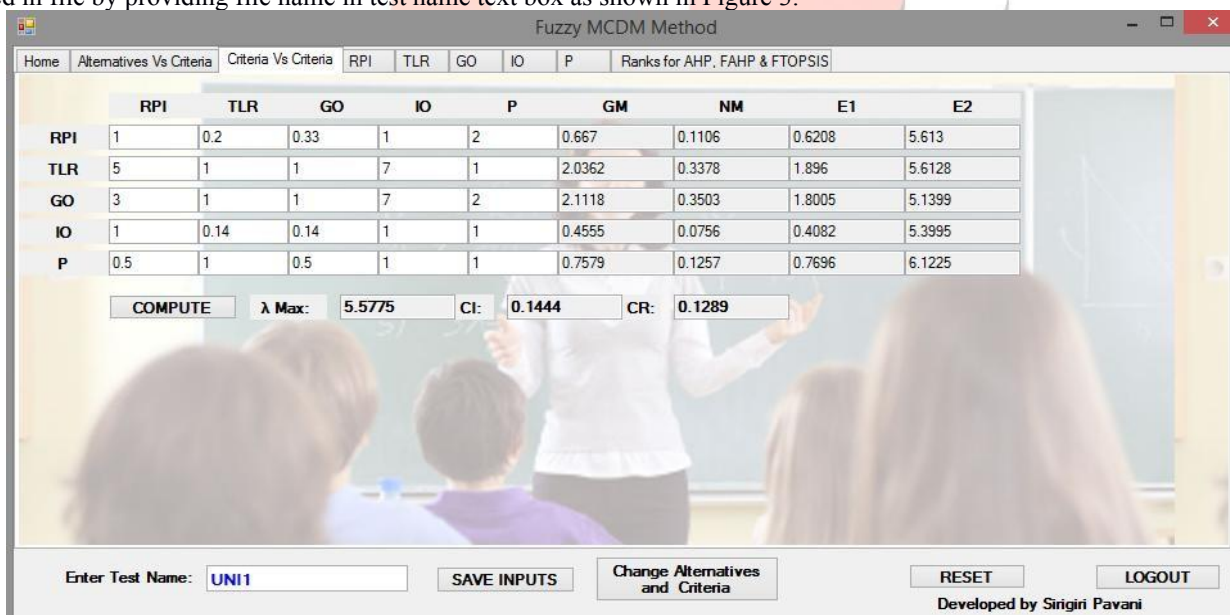 ed in file by providing file name in test name text box as shown in Figure 3.
Fuzzy MCDM Method
Home Alternatives Vs Criteria Criteria Vs Criteria RPI TLR GO IO P Ranks for AHP, FAHP & FTOPSIS
RPI TLR GO IO P GM NM E1 E2
RPI 1 0.2 0.33 1 2 0.667 0.1106 0.6208 5.613
TLR 5 1 1 7 1 2.0362 0.3378 1.896 5.6128
GO 3 1 1 7 2 2.1118 0.3503 1.8005 5.1399
IO 1 0.14 0.14 1 1 0.4555 0.0756 0.4082 5.3995
P 0.5 1 0.5 1 1 0.7579 0.1257 0.7696 6.1225
COMPUTE λ Max: 5.5775 CI: 0.1444 CR: 0.1289
Enter Test Name: UNI1 SAVE INPUTS Change Alternatives and Criteria RESET LOGOUT
Developed by Sirigiri Pavani